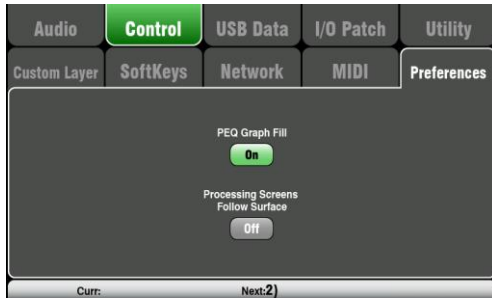 Audio Control USB Data I/O Patch Utility
Custom Layer SoftKeys Network MIDI Preferences
PEQ Graph Fill
On
Processing Screens
Follow Surface
Off
Curr: Next:2)